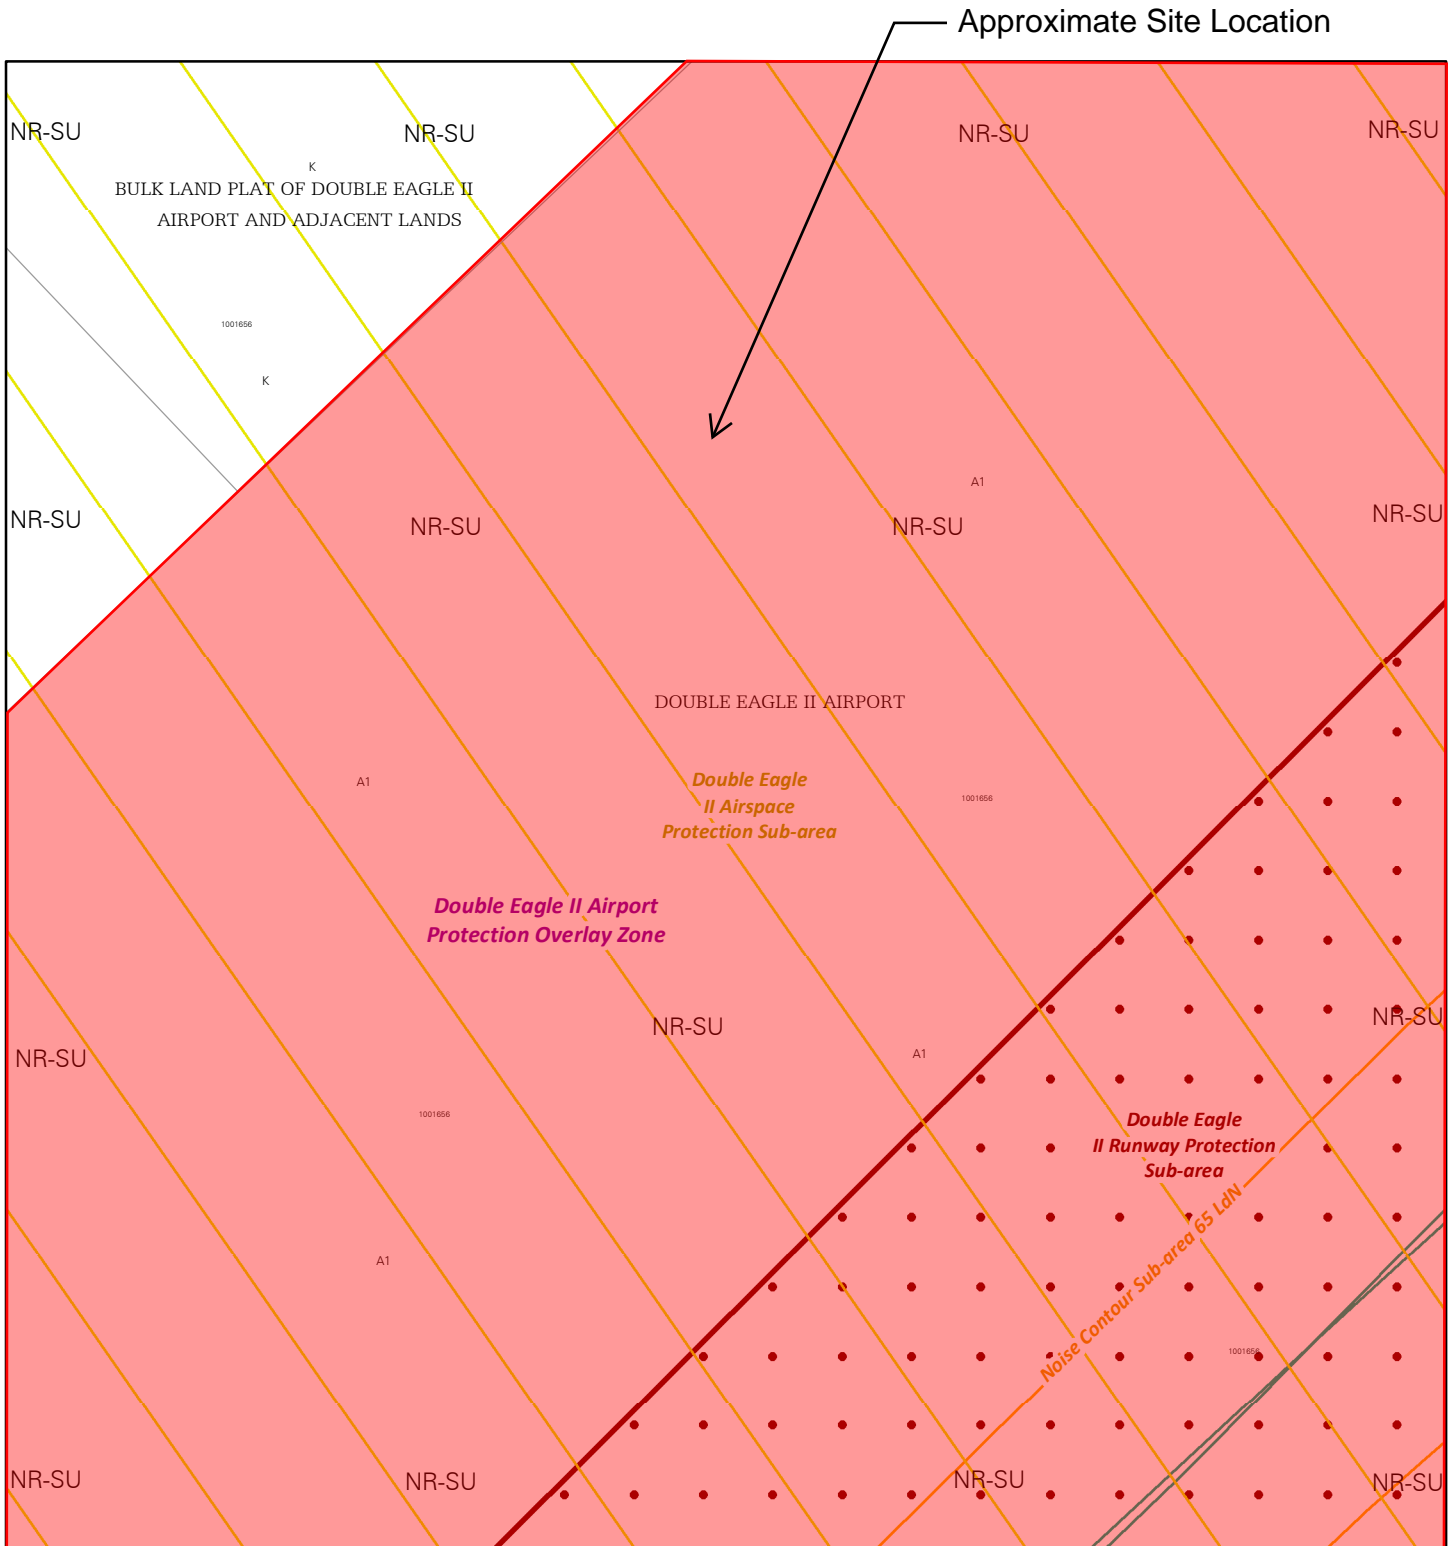 Approximate Site Location
NR-SU
NR-SU
NR-SU
NR-SU
K
BULK LAND PLAT OF DOUBLE EAGLE II
AIRPORT AND ADJACENT LANDS
1001656
K
A1
NR-SU
NR-SU
NR-SU
NR-SU
DOUBLE EAGLE II AIRPORT
A1
Double Eagle
II Airspace
Protection Sub-area
1001656
Double Eagle II Airport
Protection Overlay Zone
NR-SU
NR-SU
NR-SU
A1
1001656
Double Eagle
II Runway Protection
Sub-area
Noise Contour Sub-area 65 LdN
A1
1001656
NR-SU
NR-SU
NR-SU
NR-SU